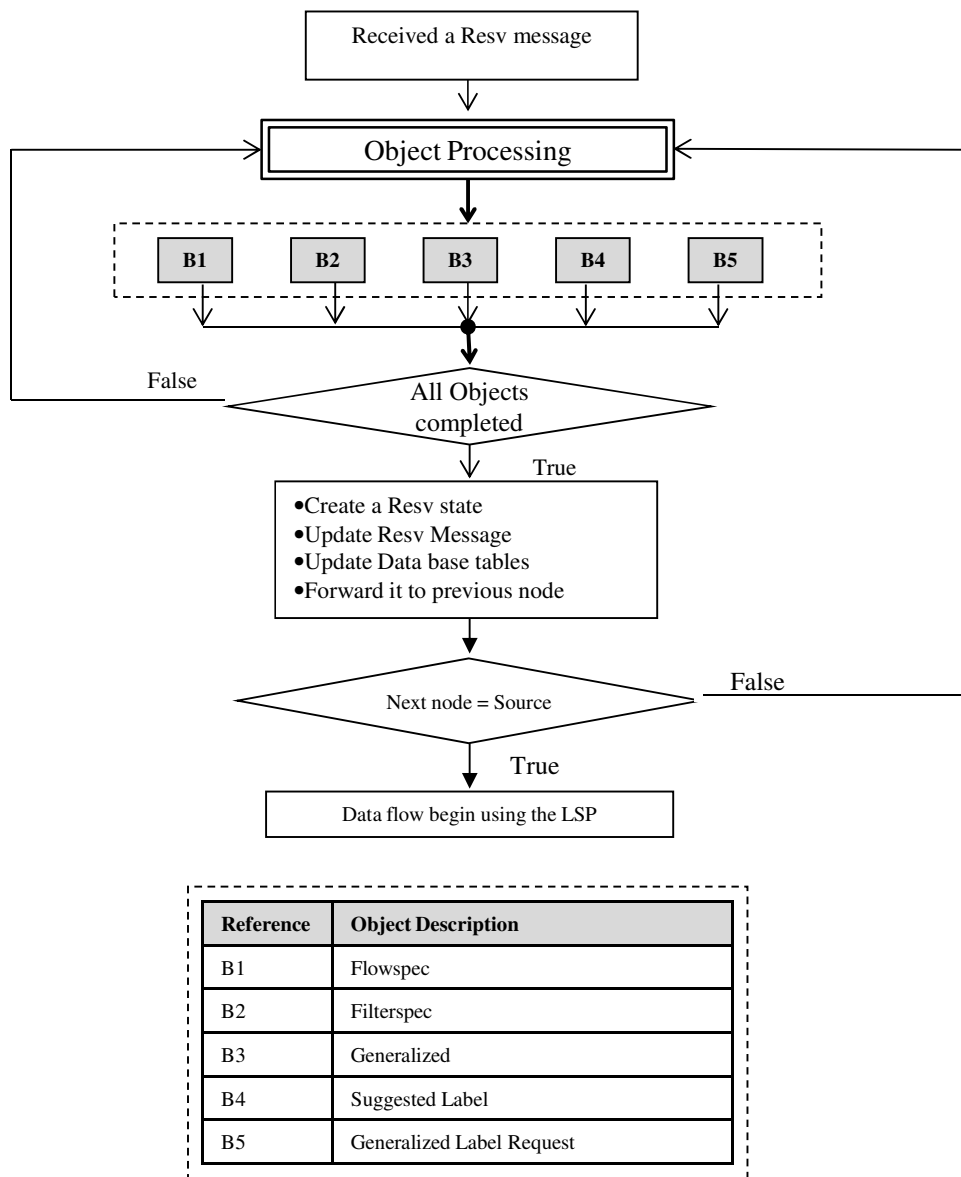 Received a Resv message
Object Processing
B1 B2 B3 B4 B5
False
All Objects
completed
True
•Create a Resv state
•Update Resv Message
•Update Data base tables
•Forward it to previous node
False
Next node = Source
True
Data flow begin using the LSP
Reference Object Description
B1 Flowspec
B2 Filterspec
B3 Generalized
B4 Suggested Label
B5 Generalized Label Request